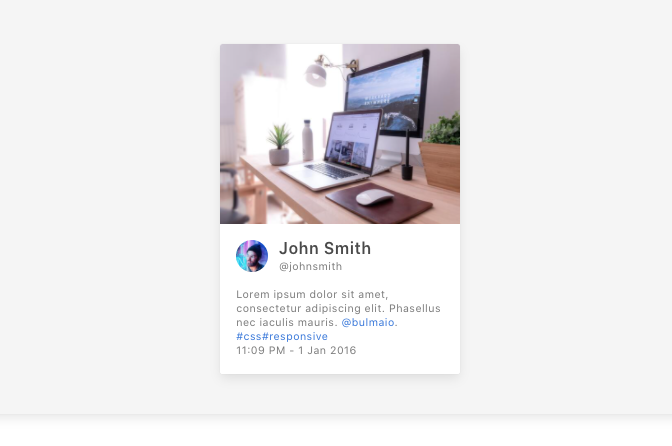 John Smith
@johnsmith
Lorem ipsum dolor sit amet,
consectetur adipiscing elit. Phasellus
nec iaculis mauris. @bulmaio.
#css#responsive
11:09 PM - 1 Jan 2016